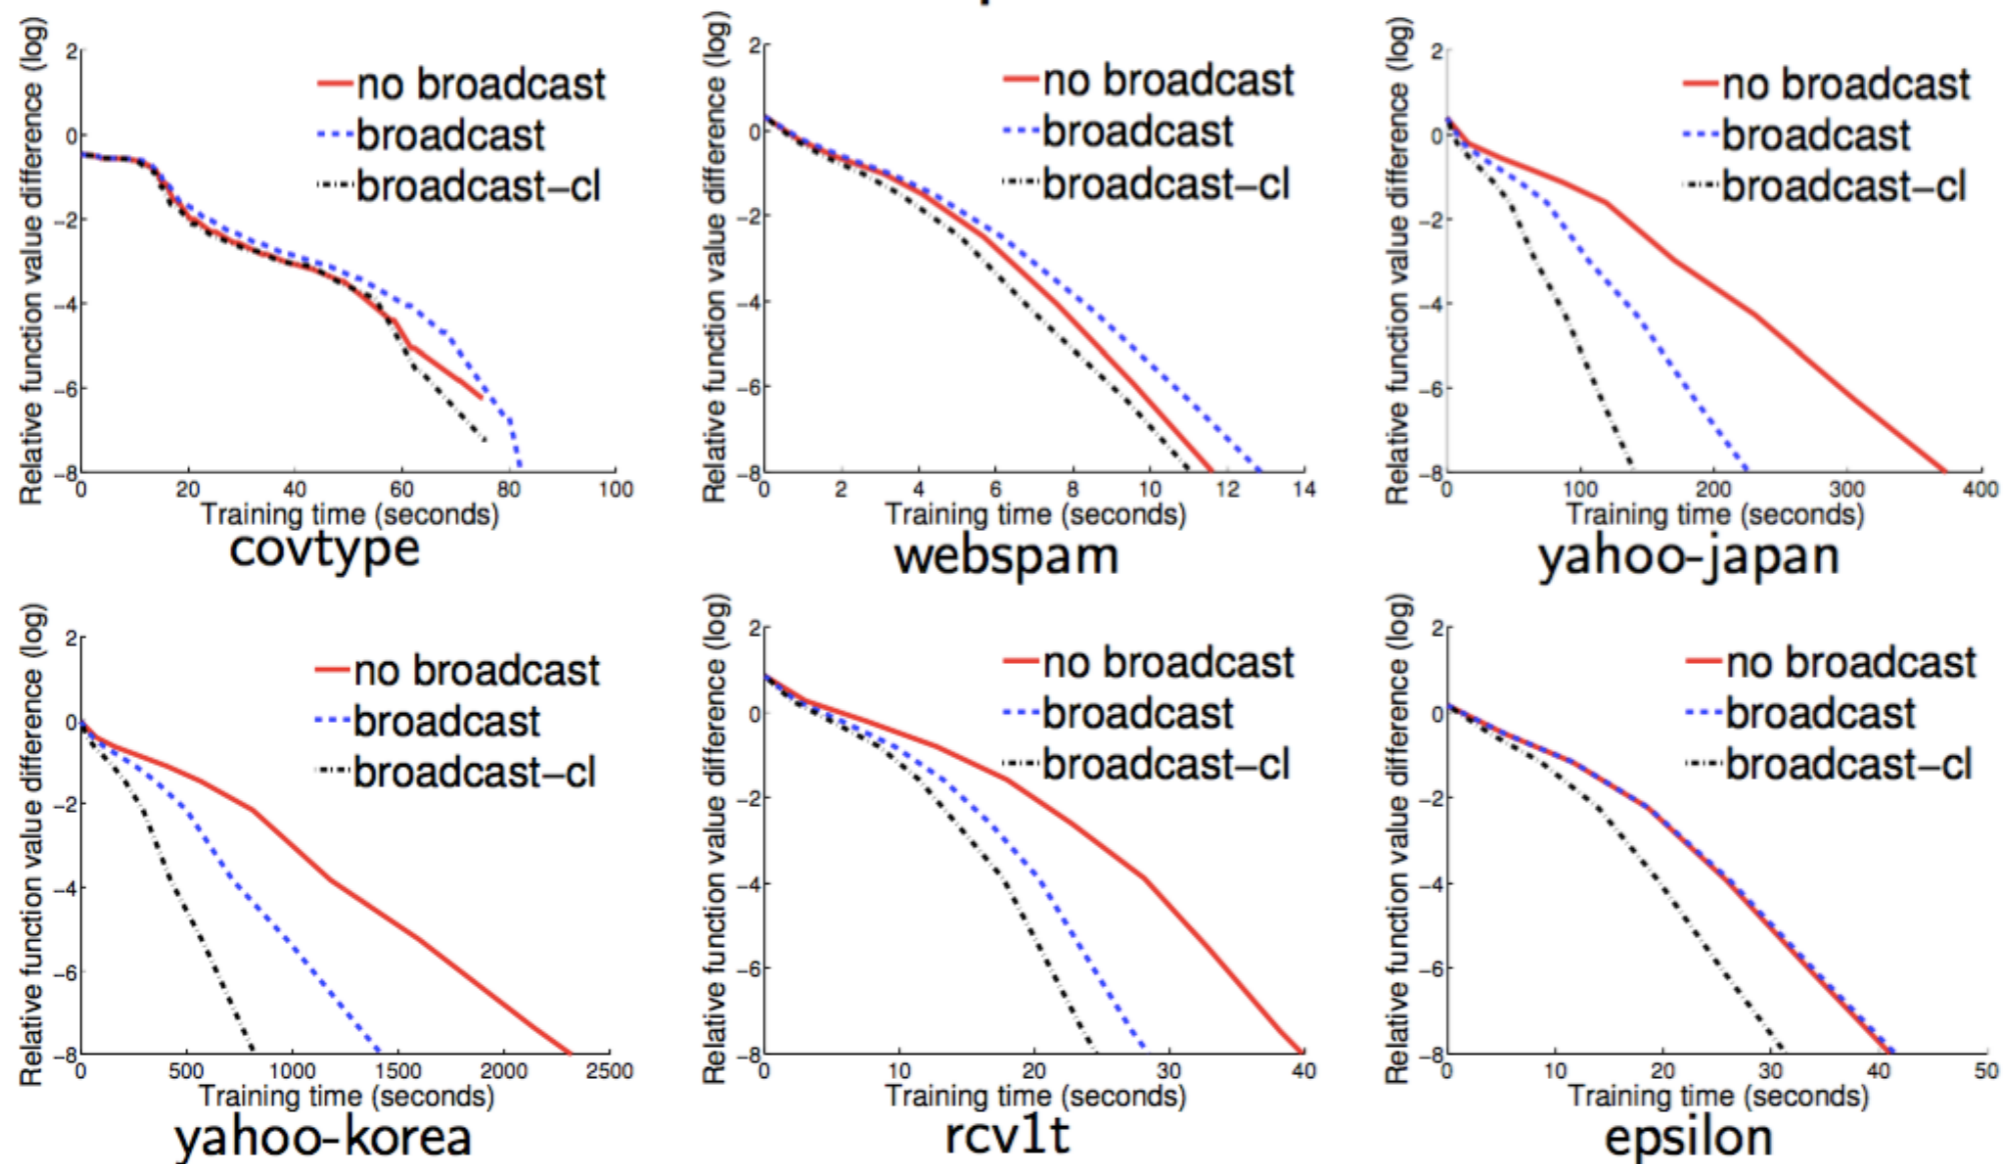 Relative function value difference (log)
2
0
−2
−4
−6
−8
no broadcast
broadcast
broadcast−cl
0 20 40 60 80 100
Training time (seconds)
covtype
Relative function value difference (log)
2
0
−2
−4
−6
−8
no broadcast
broadcast
broadcast−cl
0 2 4 6 8 10 12 14
Training time (seconds)
webspam
Relative function value difference (log)
2
0
−2
−4
−6
−8
no broadcast
broadcast
broadcast−cl
0 100 200 300 400
Training time (seconds)
yahoo-japan
Relative function value difference (log)
2
0
−2
−4
−6
−8
no broadcast
broadcast
broadcast−cl
0 500 1000 1500 2000 2500
Training time (seconds)
yahoo-korea
Relative function value difference (log)
2
0
−2
−4
−6
−8
no broadcast
broadcast
broadcast−cl
0 10 20 30 40
Training time (seconds)
rcv1t
Relative function value difference (log)
2
0
−2
−4
−6
−8
no broadcast
broadcast
broadcast−cl
0 10 20 30 40 50
Training time (seconds)
epsilon